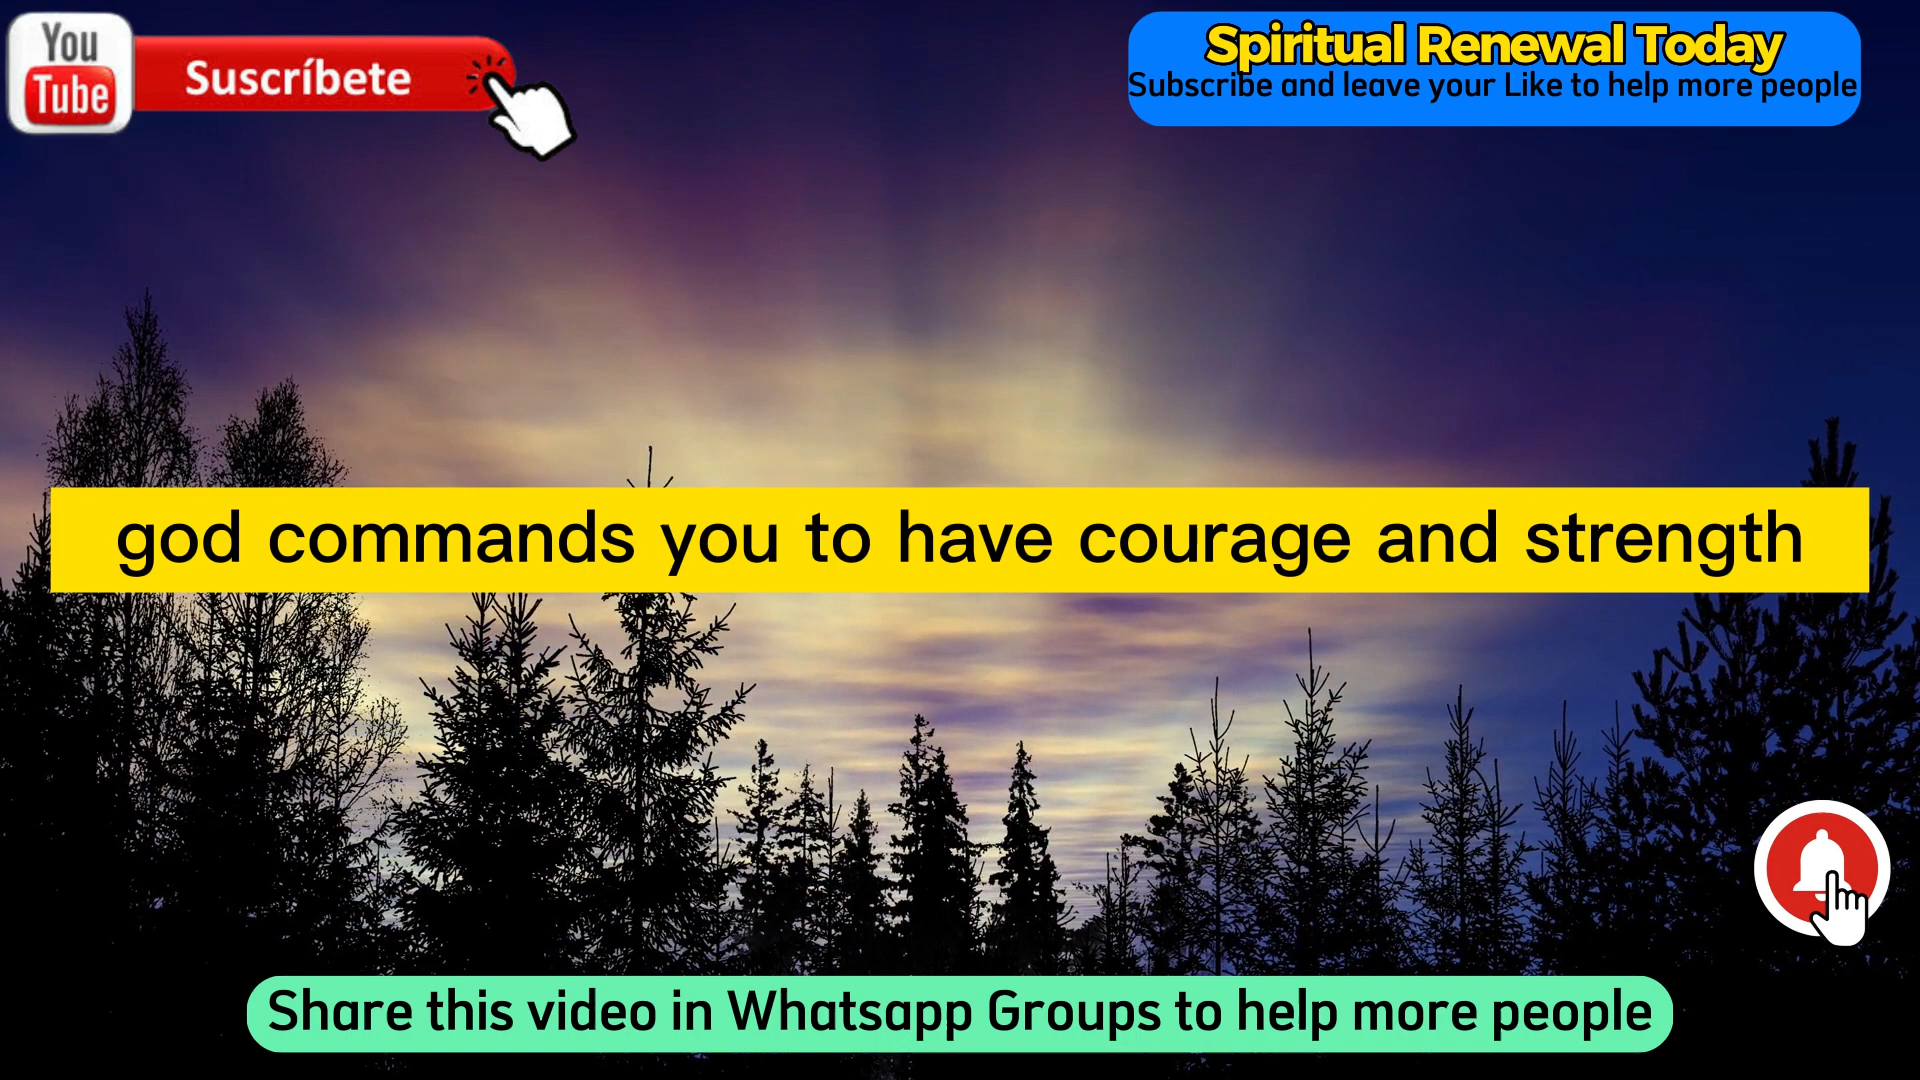 You
Tube
Suscríbete
Spiritual Renewal Today
Subscribe and leave your Like to help more people
god commands you to have courage and strength
Share this video in Whatsapp Groups to help more people